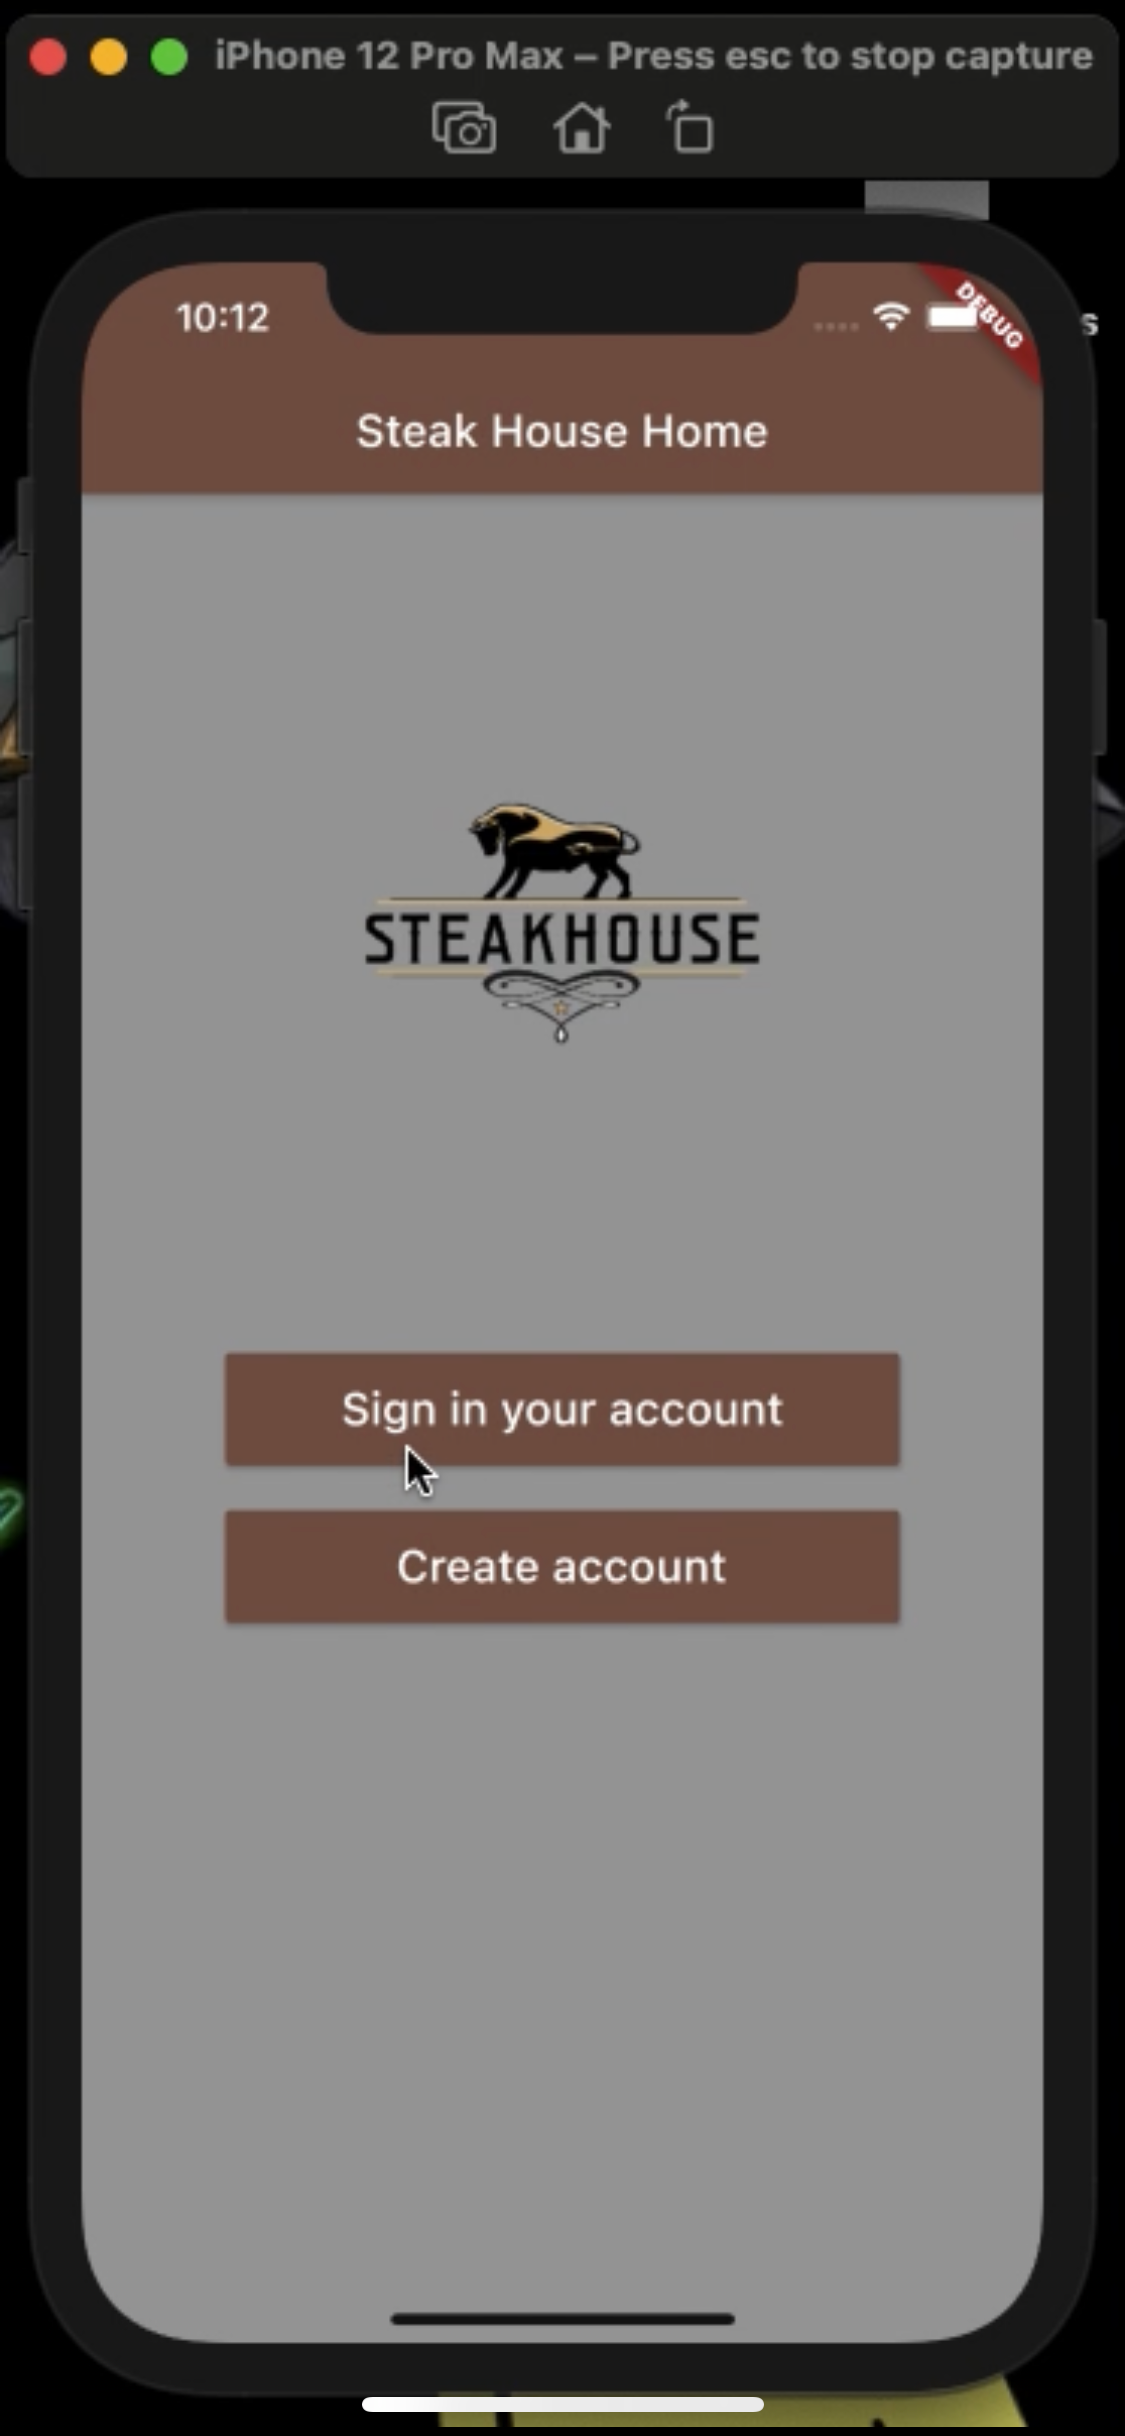 iPhone 12 Pro Max – Press esc to stop capture
10:12
DEBUG
s
Steak House Home
STEAKHOUSE
Sign in your account
Create account